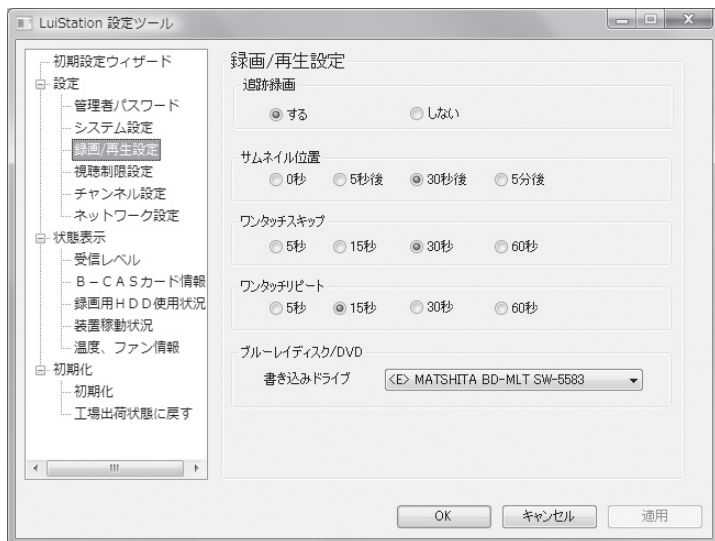 LuiStation 設定ツール
初期設定ウィザード
設定
管理者パスワード
システム設定
録画/再生設定
視聴制限設定
チャンネル設定
ネットワーク設定
状態表示
受信レベル
B－CASカード情報
録画用HDD使用状況
装置稼動状況
温度、ファン情報
初期化
初期化
工場出荷状態に戻す
録画/再生設定
追跡録画
する しない
サムネイル位置
0秒 5秒後 30秒後 5分後
ワンタッチスキップ
5秒 15秒 30秒 60秒
ワンタッチリピート
5秒 15秒 30秒 60秒
ブルーレイディスク/DVD
書き込みドライブ <E> MATSHITA BD-MLT SW-5583
OK キャンセル 適用